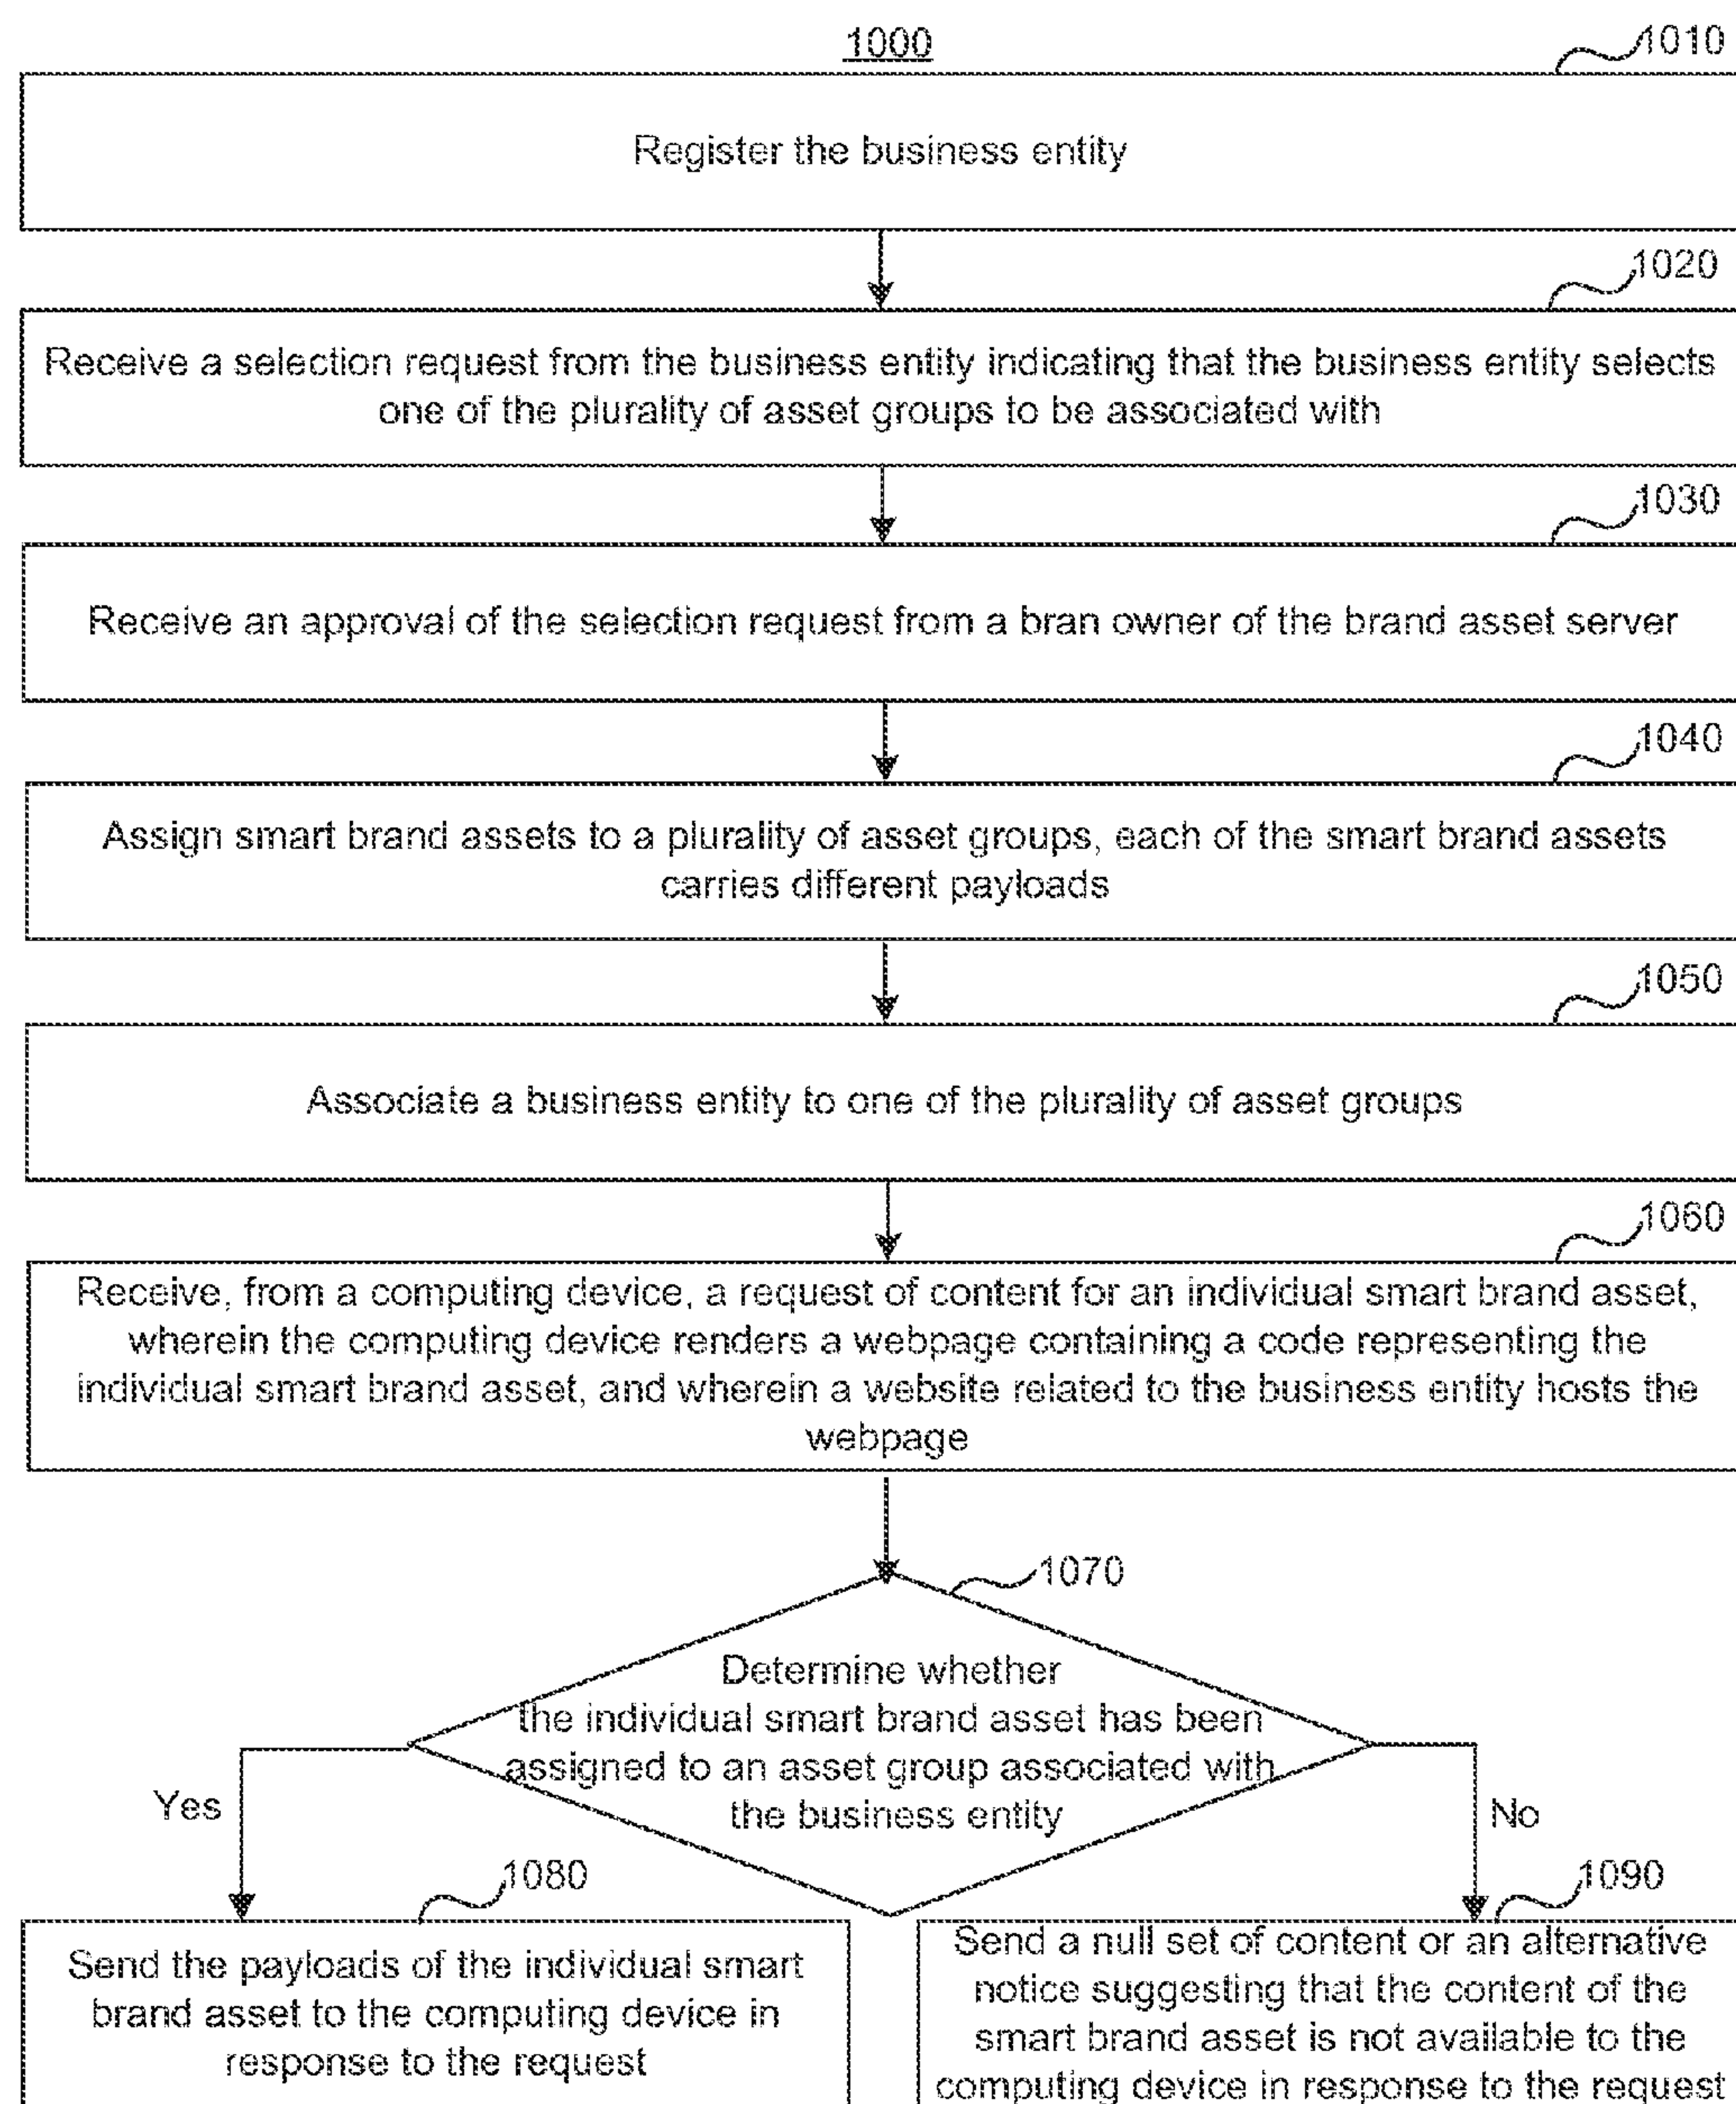 1000
1010
Register the business entity
1020
Receive a selection request from the business entity indicating that the business entity selects
one of the plurality of asset groups to be associated with
1030
Receive an approval of the selection request from a bran owner of the brand asset server
1040
Assign smart brand assets to a plurality of asset groups, each of the smart brand assets
carries different payloads
1050
Associate a business entity to one of the plurality of asset groups
1060
Receive, from a computing device, a request of content for an individual smart brand asset,
wherein the computing device renders a webpage containing a code representing the
individual smart brand asset, and wherein a website related to the business entity hosts the
webpage
1070
Determine whether
the individual smart brand asset has been
assigned to an asset group associated with
the business entity
Yes
No
1080
Send the payloads of the individual smart
brand asset to the computing device in
response to the request
1090
Send a null set of content or an alternative
notice suggesting that the content of the
smart brand asset is not available to the
computing device in response to the request